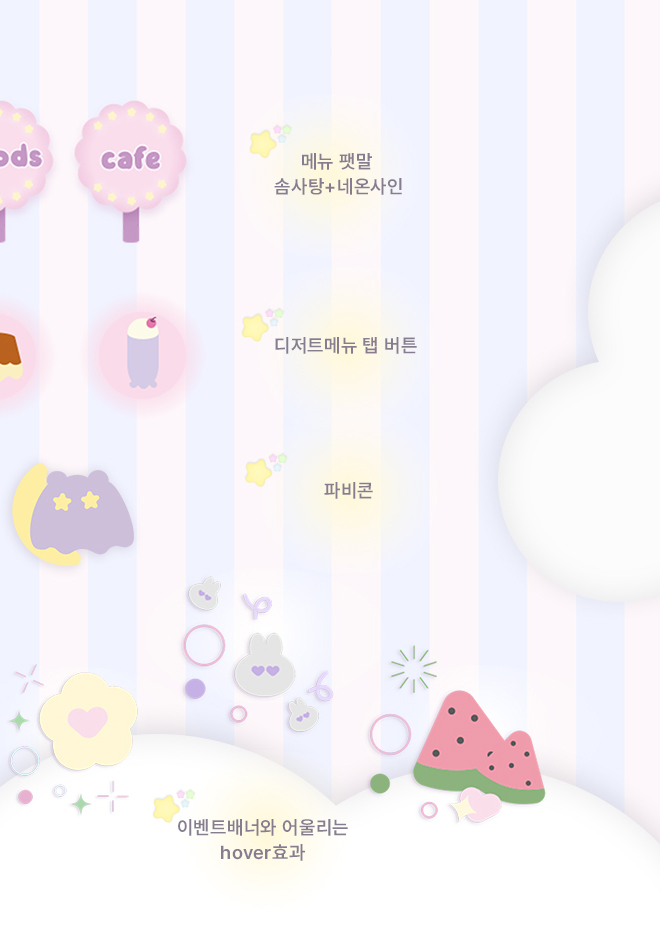 ods
cafe
메뉴 팻말
솜사탕+네온사인
디저트메뉴 탭 버튼
파비콘
이벤트배너와 어울리는
hover효과